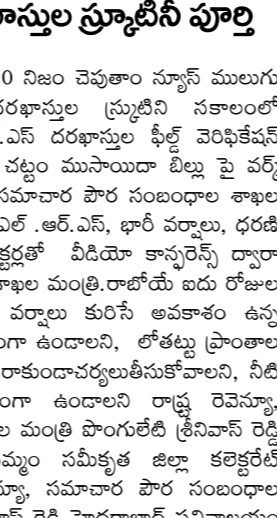 దరఖాస్తుల స్క్రూటినీ పూర్తి
0 నిజం చెపుతాం న్యూస్ ములుగు
దరఖాస్తుల స్క్రుటిని సకాలంలో
.ఎస్ దరఖాస్తుల ఫీల్డ్ వెరిఫికేషన్
చట్టం ముసాయిదా బిల్లు పై వర్క్
సమాచార పౌర సంబంధాల శాఖల
ఎల్ .ఆర్.ఎస్, భారీ వర్షాలు, ధరణి
క్టర్లతో వీడియో కాన్ఫరెన్స్ ద్వారా
శాఖల మంత్రి.రాబోయే ఐదు రోజుల
వర్షాలు కురిసే అవకాశం ఉన్న
ంగా ఉండాలని, లోతట్టు ప్రాంతాల
రాకుండాచర్యలుతీసుకోవాలని, నీటి
ంగా ఉండాలని రాష్ట్ర రెవెన్యూ,
ల మంత్రి పొంగులేటి శ్రీనివాస్ రెడ్డి
మ్మం సమీకృత జిల్లా కలెక్టరేట్
న్యూ, సమాచార పౌర సంబంధాల